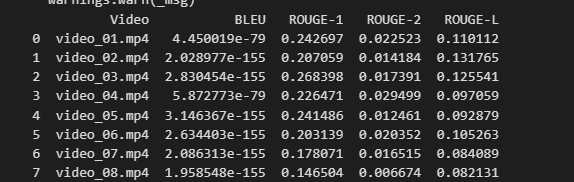 warnings.warn(_msg)
Video BLEU ROUGE-1 ROUGE-2 ROUGE-L
0 video_01.mp4 4.450019e-79 0.242697 0.022523 0.110112
1 video_02.mp4 2.028977e-155 0.207059 0.014184 0.131765
2 video_03.mp4 2.830454e-155 0.268398 0.017391 0.125541
3 video_04.mp4 5.872773e-79 0.226471 0.029499 0.097059
4 video_05.mp4 3.146367e-155 0.241486 0.012461 0.092879
5 video_06.mp4 2.634403e-155 0.203139 0.020352 0.105263
6 video_07.mp4 2.086313e-155 0.178071 0.016515 0.084089
7 video_08.mp4 1.958548e-155 0.146504 0.006674 0.082131